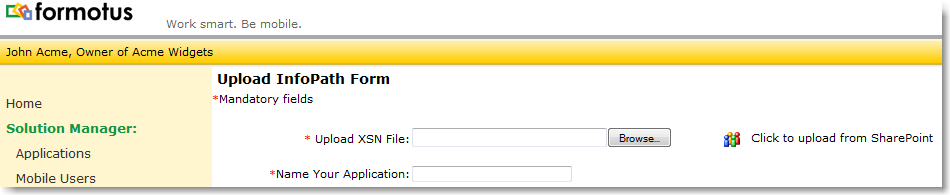 formotus
Work smart. Be mobile.
John Acme, Owner of Acme Widgets
Upload InfoPath Form
*Mandatory fields
Home
Solution Manager:
* Upload XSN File: Browse... Click to upload from SharePoint
Applications
*Name Your Application:
Mobile Users